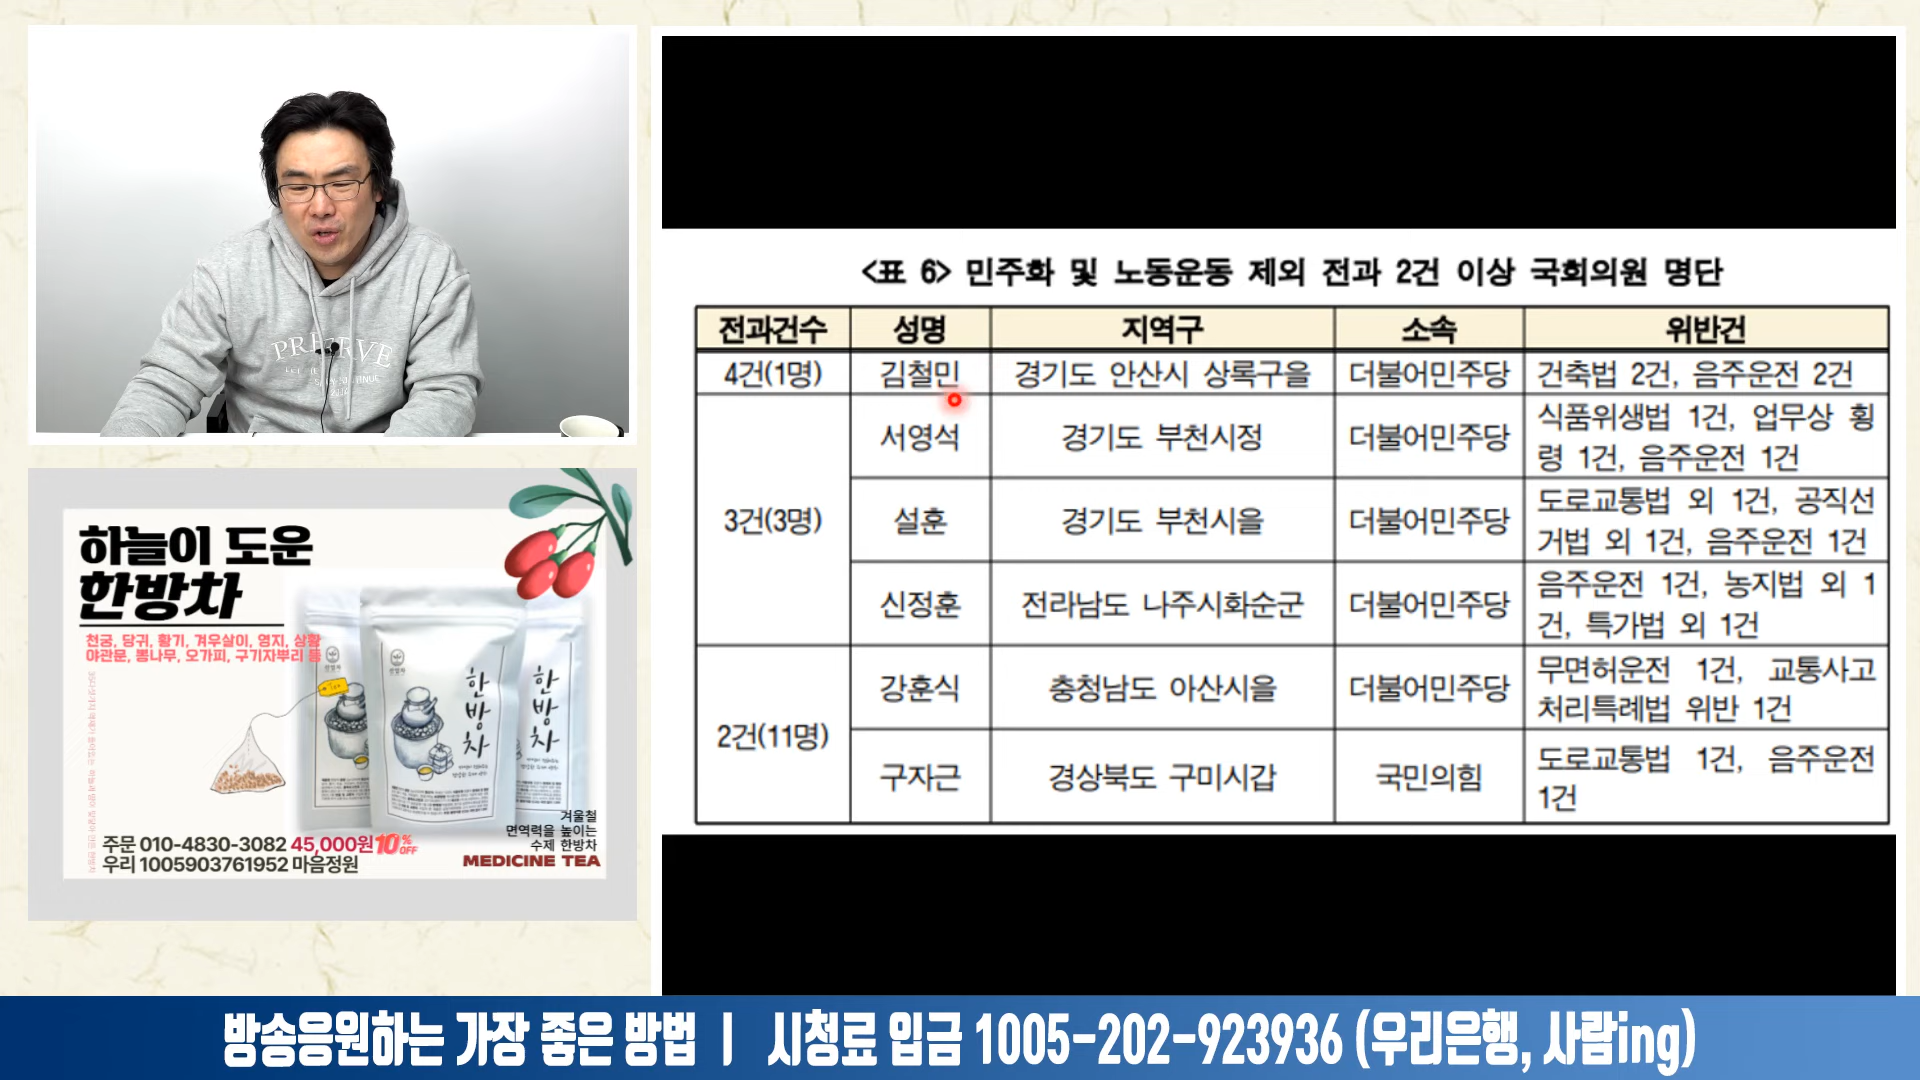 PRESERVE
하늘이 도운
한방차
천궁, 당귀, 황기, 겨우살이, 영지, 상황
야관문, 뽕나무, 오가피, 구기자뿌리 등
한방차
한방차
겨울철
면역력을 높이는
수제 한방차
MEDICINE TEA
주문 010-4830-3082 45,000원 10% OFF
우리 1005903761952 마음정원
<표 6> 민주화 및 노동운동 제외 전과 2건 이상 국회의원 명단
전과건수 성명 지역구 소속 위반건
4건(1명) 김철민 경기도 안산시 상록구을 더불어민주당 건축법 2건, 음주운전 2건
3건(3명) 서영석 경기도 부천시정 더불어민주당 식품위생법 1건, 업무상 횡
령 1건, 음주운전 1건
설훈 경기도 부천시을 더불어민주당 도로교통법 외 1건, 공직선
거법 외 1건, 음주운전 1건
신정훈 전라남도 나주시화순군 더불어민주당 음주운전 1건, 농지법 외 1
건, 특가법 외 1건
2건(11명) 강훈식 충청남도 아산시을 더불어민주당 무면허운전 1건, 교통사고
처리특례법 위반 1건
구자근 경상북도 구미시갑 국민의힘 도로교통법 1건, 음주운전
1건
방송응원하는 가장 좋은 방법 | 시청료 입금 1005-202-923936 (우리은행, 사람ing)